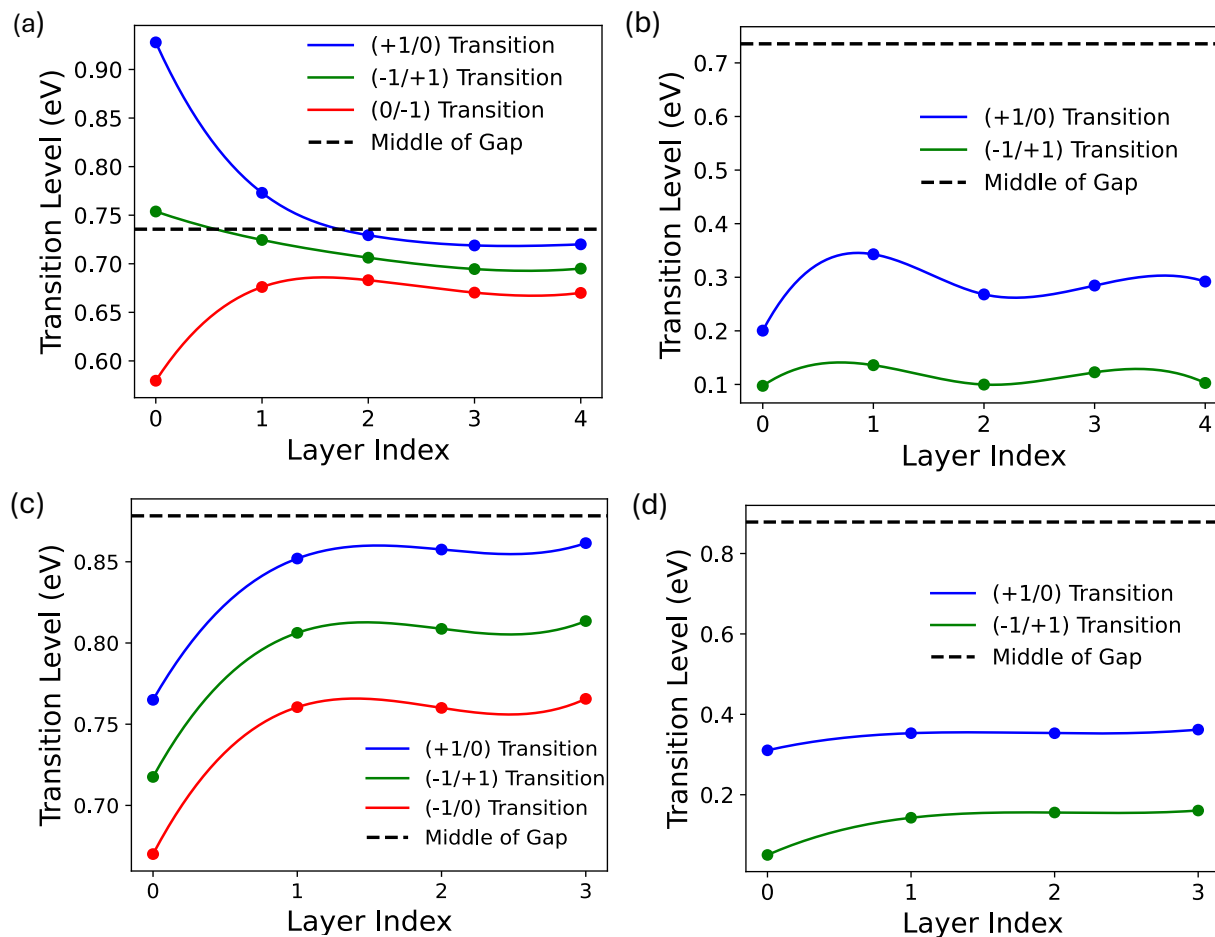 (a)
Transition Level (eV)
0.90
0.85
0.80
0.75
0.70
0.65
0.60
(+1/0) Transition
(-1/+1) Transition
(0/-1) Transition
Middle of Gap
0 1 2 3 4
Layer Index
(b)
Transition Level (eV)
0.7
0.6
0.5
0.4
0.3
0.2
0.1
(+1/0) Transition
(-1/+1) Transition
Middle of Gap
0 1 2 3 4
Layer Index
(c)
Transition Level (eV)
0.85
0.80
0.75
0.70
(+1/0) Transition
(-1/+1) Transition
(-1/0) Transition
Middle of Gap
0 1 2 3
Layer Index
(d)
Transition Level (eV)
0.8
0.6
0.4
0.2
(+1/0) Transition
(-1/+1) Transition
Middle of Gap
0 1 2 3
Layer Index